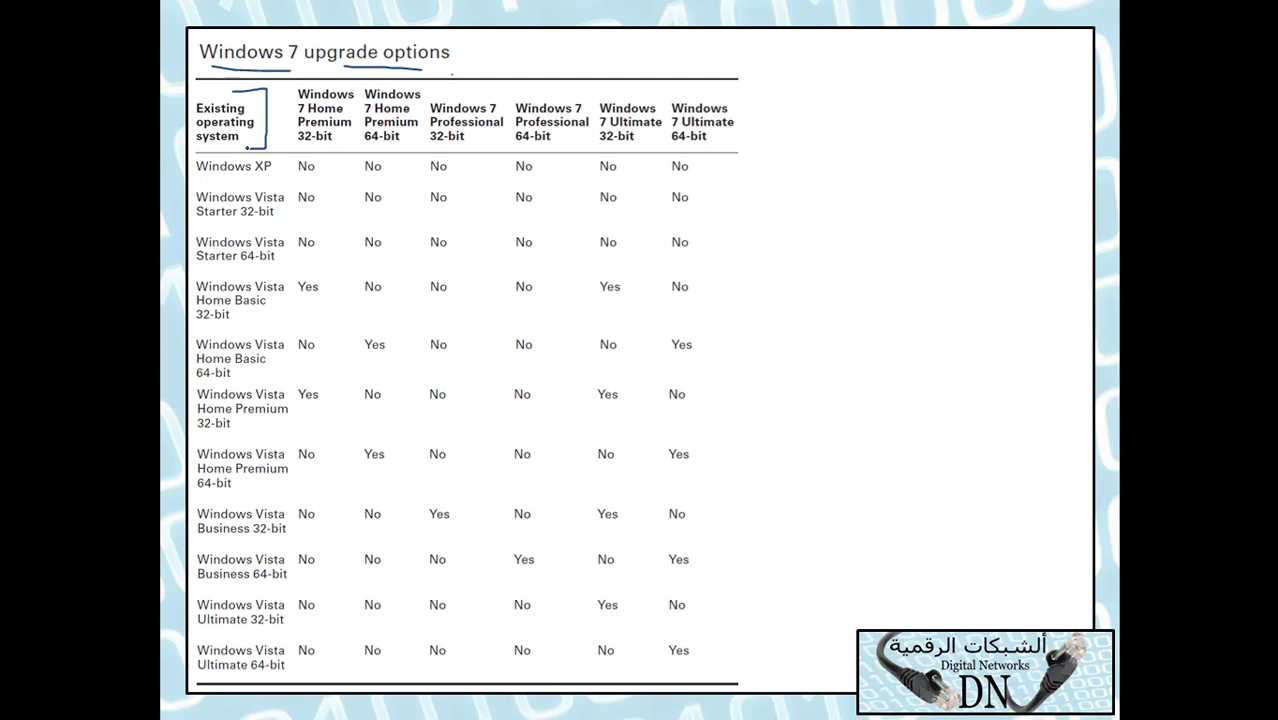 Windows 7 upgrade options
Existing operating system Windows 7 Home Premium 32-bit Windows 7 Home Premium 64-bit Windows 7 Professional 32-bit Windows 7 Professional 64-bit Windows 7 Ultimate 32-bit Windows 7 Ultimate 64-bit
Windows XP No No No No No No
Windows Vista Starter 32-bit No No No No No No
Windows Vista Starter 64-bit No No No No No No
Windows Vista Home Basic 32-bit Yes No No No Yes No
Windows Vista Home Basic 64-bit No Yes No No No Yes
Windows Vista Home Premium 32-bit Yes No No No Yes No
Windows Vista Home Premium 64-bit No Yes No No No Yes
Windows Vista Business 32-bit No No Yes No Yes No
Windows Vista Business 64-bit No No No Yes No Yes
Windows Vista Ultimate 32-bit No No No No Yes No
Windows Vista Ultimate 64-bit No No No No No Yes
ألشبكات الرقمية
Digital Networks
DN